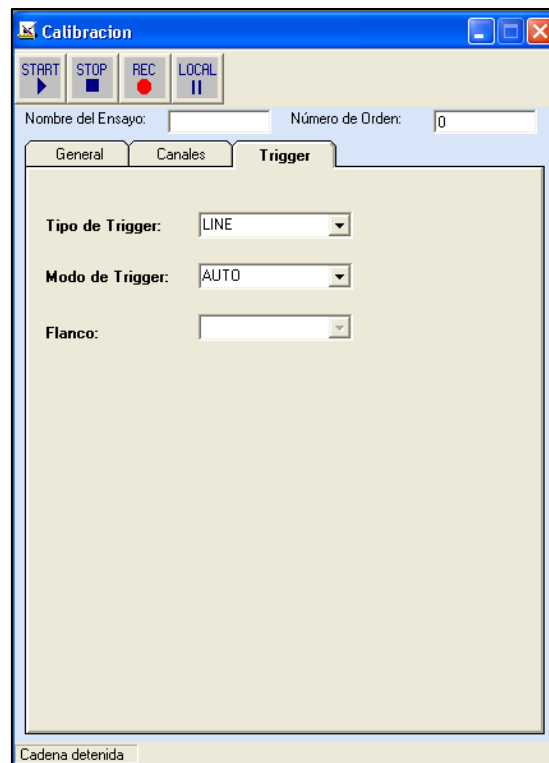 Calibracion
START STOP REC LOCAL
Nombre del Ensayo: Número de Orden: 0
General Canales Trigger
Tipo de Trigger: LINE
Modo de Trigger: AUTO
Flanco:
Cadena detenida